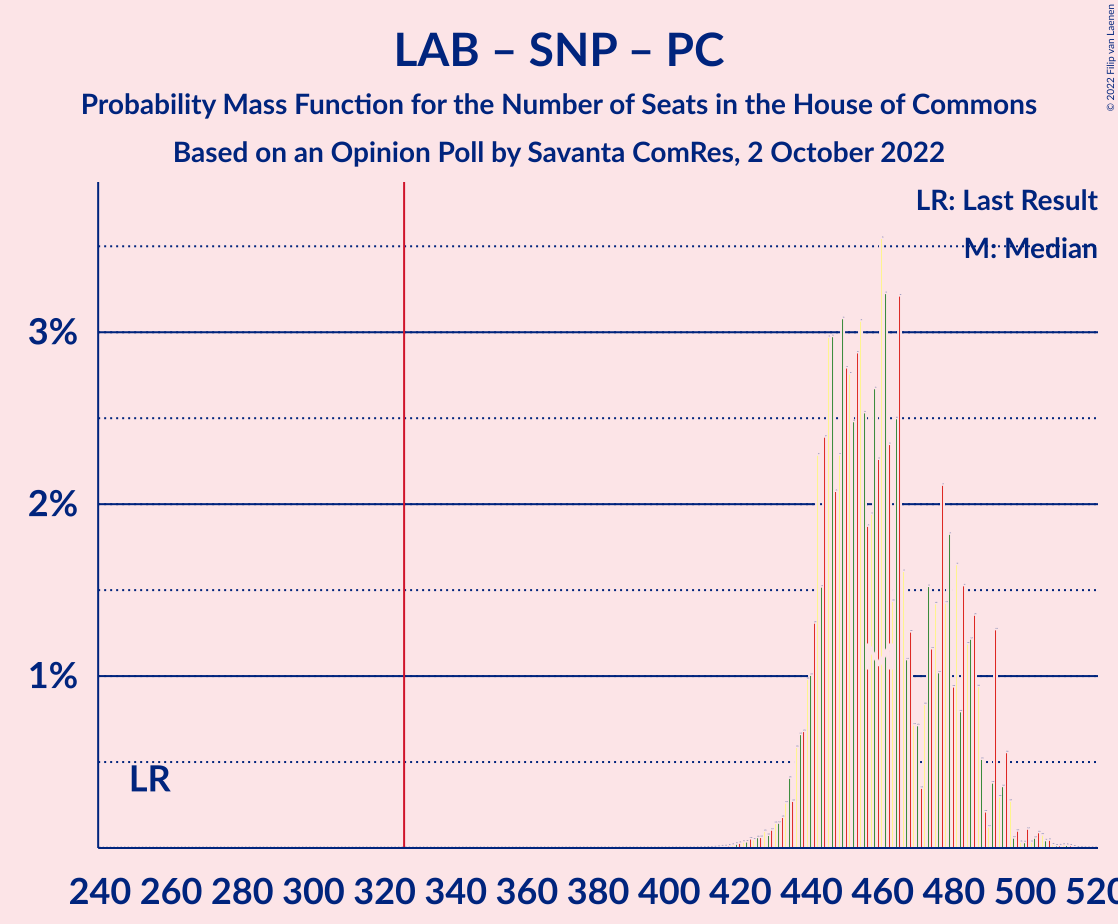 LAB – SNP – PC
Probability Mass Function for the Number of Seats in the House of Commons
Based on an Opinion Poll by Savanta ComRes, 2 October 2022
© 2022 Filip van Laenen
LR: Last Result
M: Median
3%
2%
1%
LR
240 260 280 300 320 340 360 380 400 420 440 460 480 500 520